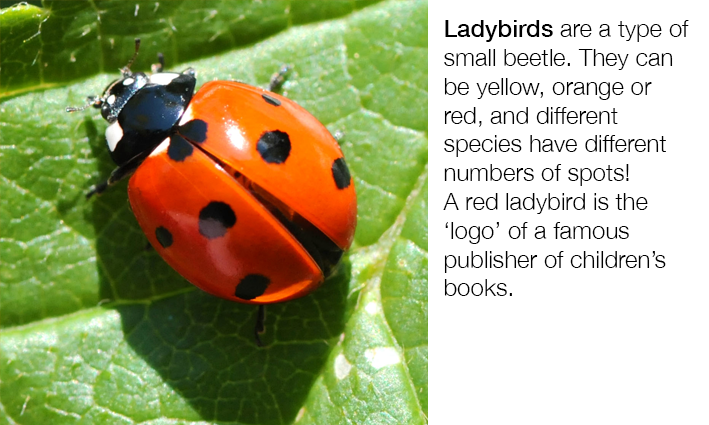 Ladybirds are a type of
small beetle. They can
be yellow, orange or
red, and different
species have different
numbers of spots!
A red ladybird is the
‘logo’ of a famous
publisher of children’s
books.